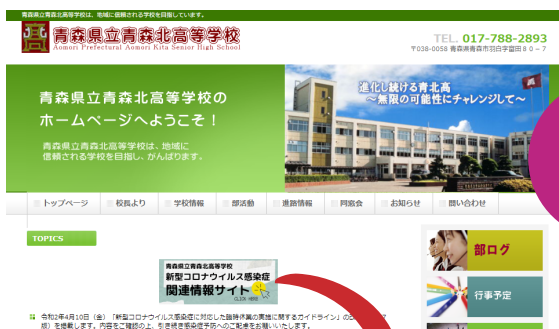 青森県立青森北高等学校は、地域に信頼される学校を目指しています。
青森県立青森北高等学校
Aomori Prefectural Aomori Kita Senior High School
TEL. 017-788-2893
〒038-0058 青森県青森市羽白字富田80-7
青森県立青森北高等学校の
ホームページへようこそ！
青森県立青森北高等学校は、地域に
信頼される学校を目指し、がんばります。
進化し続ける青北高
～無限の可能性にチャレンジして～
トップページ 校長より 学校情報 部活動 進路情報 同窓会 お知らせ 問い合わせ
TOPICS
青森県立青森北高等学校
新型コロナウイルス感染症
関連情報サイト
CLICK HERE
部ログ
行事予定
令和2年4月10日（金）「新型コロナウイルス感染症に対応した臨時休業の実施に関するガイドライン」の
版）を掲載します。内容をご確認の上、引き続き感染症予防へのご配慮をお願いいたします。